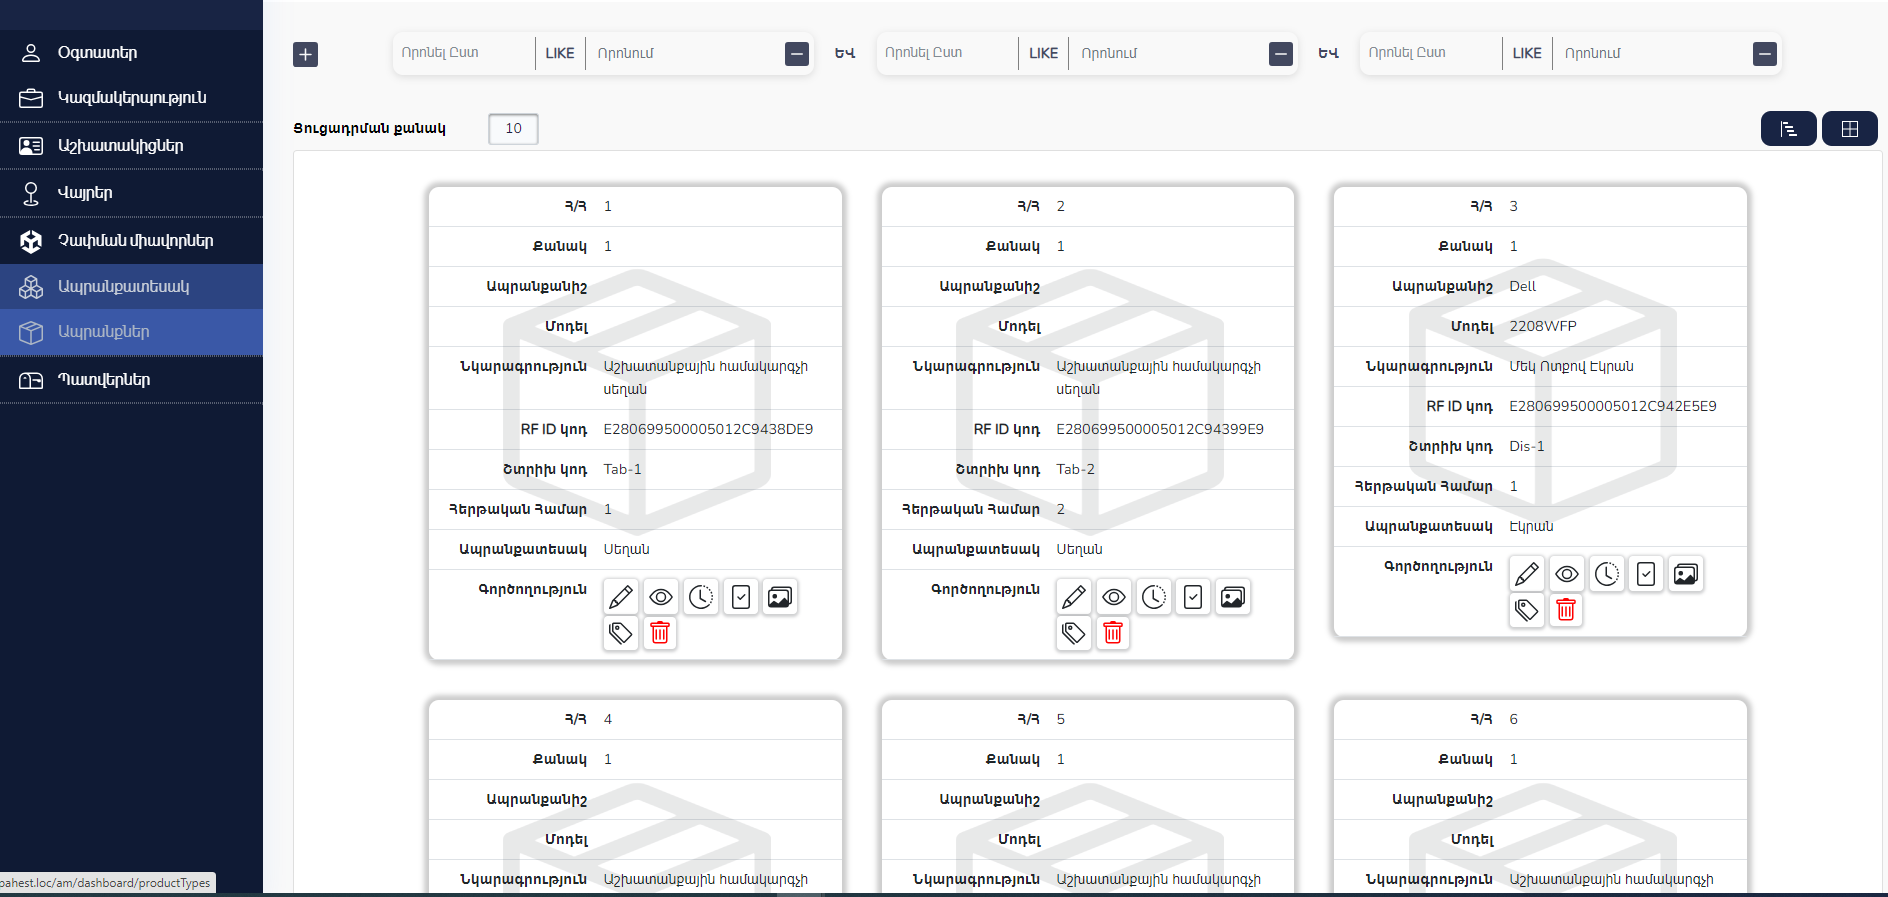 Օգտատեր
Կազմակերպություն
Աշխատակիցներ
Վայրեր
Չափման միավորներ
Ապրանքատեսակ
Ապրանքներ
Պատվերներ
pahest.loc/am/dashboard/productTypes
Որոնել Ըստ LIKE Որոնում ԵՎ Որոնել Ըստ LIKE Որոնում ԵՎ Որոնել Ըստ LIKE Որոնում
Ցուցադրման քանակ 10
Հ/Հ 1
Քանակ 1
Ապրանքանիշ
Մոդել
Նկարագրություն Աշխատանքային համակարգչի
սեղան
RF ID կոդ E280699500005012C9438DE9
Շտրիխ կոդ Tab-1
Հերթական Համար 1
Ապրանքատեսակ Սեղան
Գործողություն
Հ/Հ 2
Քանակ 1
Ապրանքանիշ
Մոդել
Նկարագրություն Աշխատանքային համակարգչի
սեղան
RF ID կոդ E280699500005012C94399E9
Շտրիխ կոդ Tab-2
Հերթական Համար 2
Ապրանքատեսակ Սեղան
Գործողություն
Հ/Հ 3
Քանակ 1
Ապրանքանիշ Dell
Մոդել 2208WFP
Նկարագրություն Մեկ Ոտքով Էկրան
RF ID կոդ E280699500005012C942E5E9
Շտրիխ կոդ Dis-1
Հերթական Համար 1
Ապրանքատեսակ Էկրան
Գործողություն
Հ/Հ 4
Քանակ 1
Ապրանքանիշ
Մոդել
Նկարագրություն Աշխատանքային համակարգչի
Հ/Հ 5
Քանակ 1
Ապրանքանիշ
Մոդել
Նկարագրություն Աշխատանքային համակարգչի
Հ/Հ 6
Քանակ 1
Ապրանքանիշ
Մոդել
Նկարագրություն Աշխատանքային համակարգչի